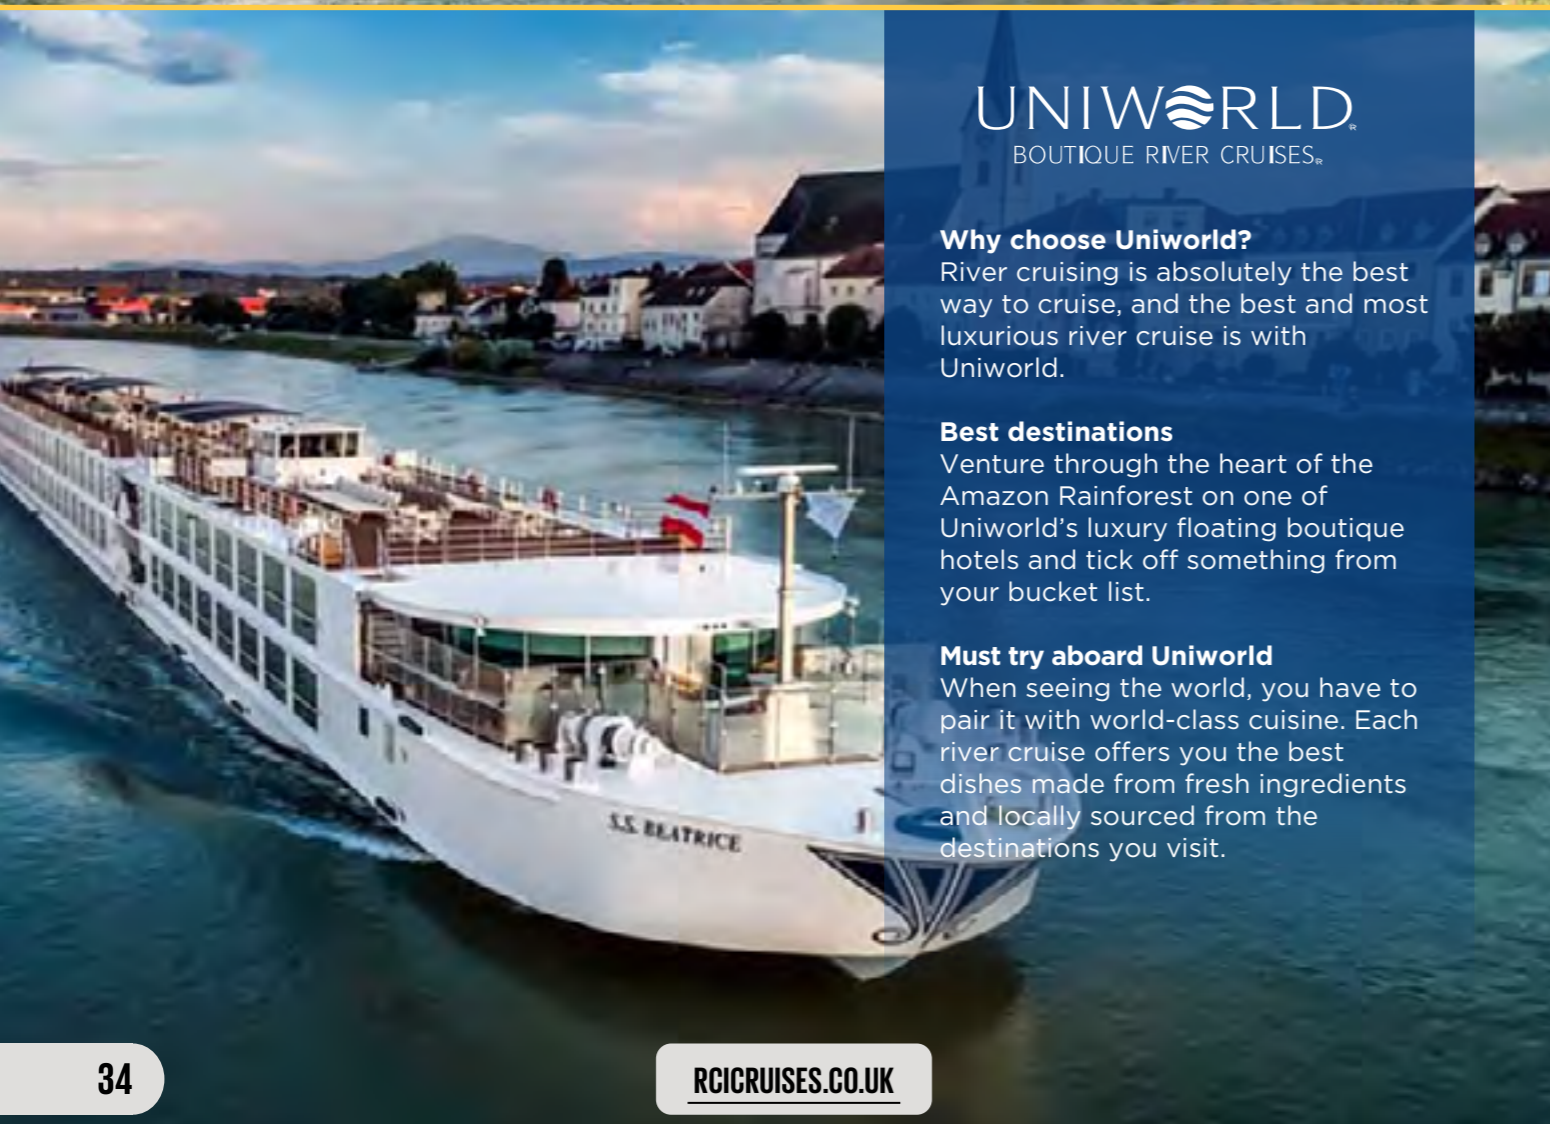 UNIWORLD®
BOUTIQUE RIVER CRUISES®
Why choose Uniworld?
River cruising is absolutely the best
way to cruise, and the best and most
luxurious river cruise is with
Uniworld.
Best destinations
Venture through the heart of the
Amazon Rainforest on one of
Uniworld’s luxury floating boutique
hotels and tick off something from
your bucket list.
Must try aboard Uniworld
When seeing the world, you have to
pair it with world-class cuisine. Each
river cruise offers you the best
dishes made from fresh ingredients
and locally sourced from the
destinations you visit.
S.S. BEATRICE
34
RCICRUISES.CO.UK